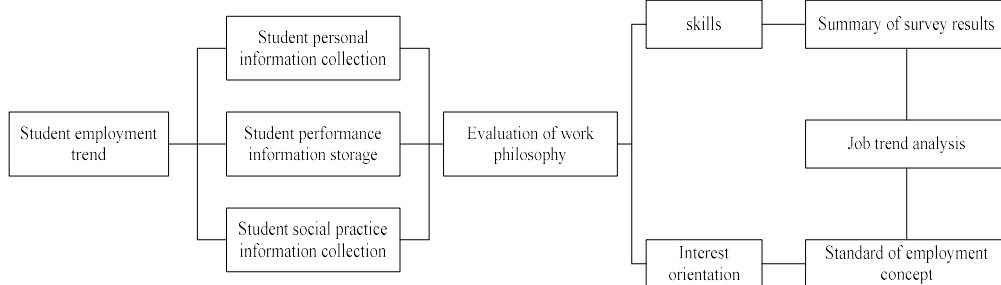 Student employment
trend
Student personal
information collection
Student performance
information storage
Student social practice
information collection
Evaluation of work
philosophy
skills
Interest
orientation
Summary of survey results
Job trend analysis
Standard of employment
concept